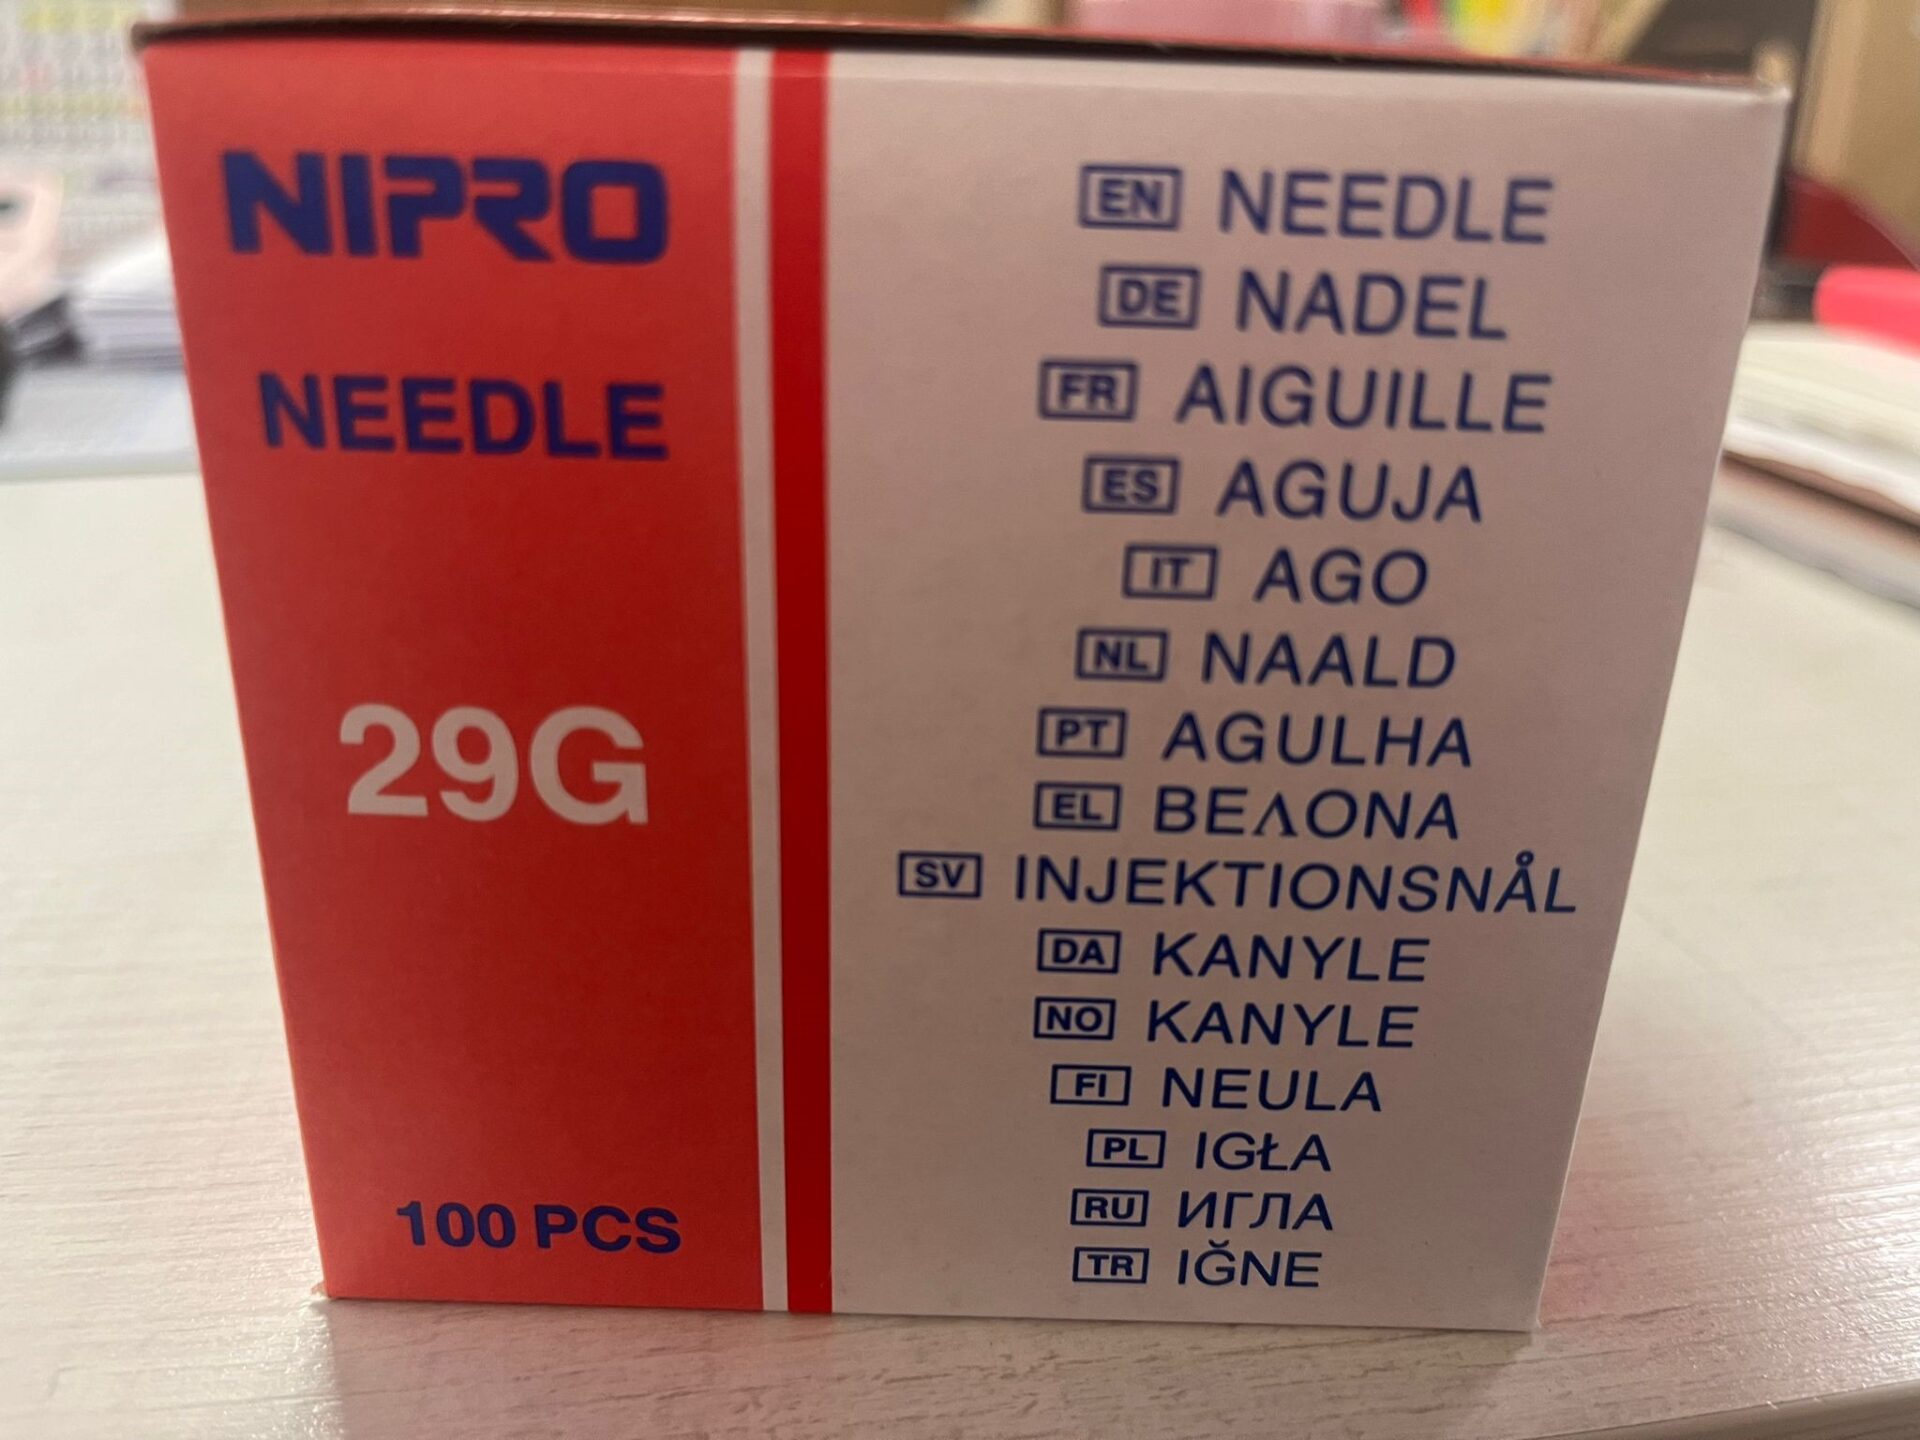 NIPRO
NEEDLE
29G
100 PCS
EN NEEDLE
DE NADEL
FR AIGUILLE
ES AGUJA
IT AGO
NL NAALD
PT AGULHA
EL ΒΕΛΟΝΑ
SV INJEKTIONSNÅL
DA KANYLE
NO KANYLE
FI NEULA
PL IGŁA
RU ИГЛА
TR IĞNE